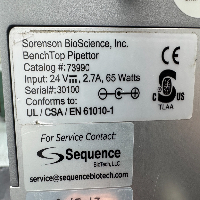 Sorenson BioScience, Inc.
BenchTop Pipettor
Catalog #:73990
Input: 24 V⎓, 2.7A, 65 Watts
Serial#:30100
Conforms to:
UL / CSA / EN 61010-1
CE
C US
TLAA
For Service Contact:
Sequence
BioTech, LLC
service@sequencebiotech.com